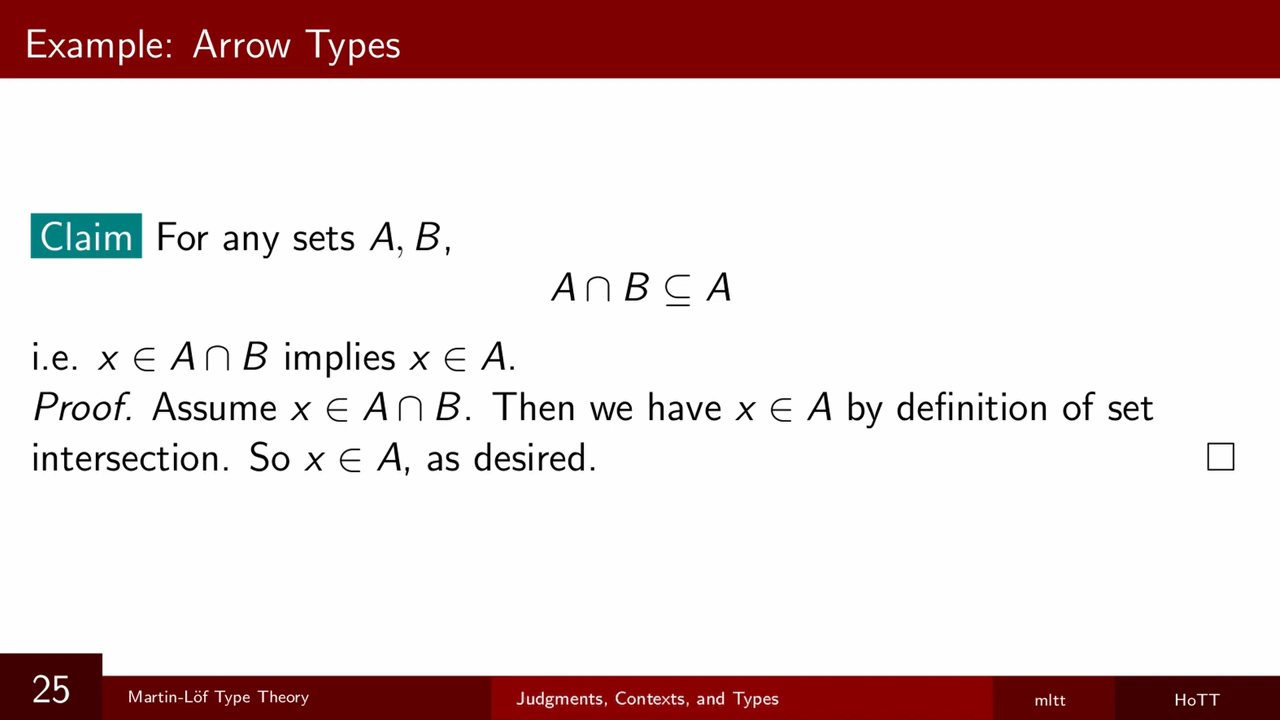 Example: Arrow Types
Claim For any sets A, B,
A ∩ B ⊆ A
i.e. x ∈ A ∩ B implies x ∈ A.
Proof. Assume x ∈ A ∩ B. Then we have x ∈ A by definition of set
intersection. So x ∈ A, as desired. □
25 Martin-Löf Type Theory Judgments, Contexts, and Types mltt HoTT